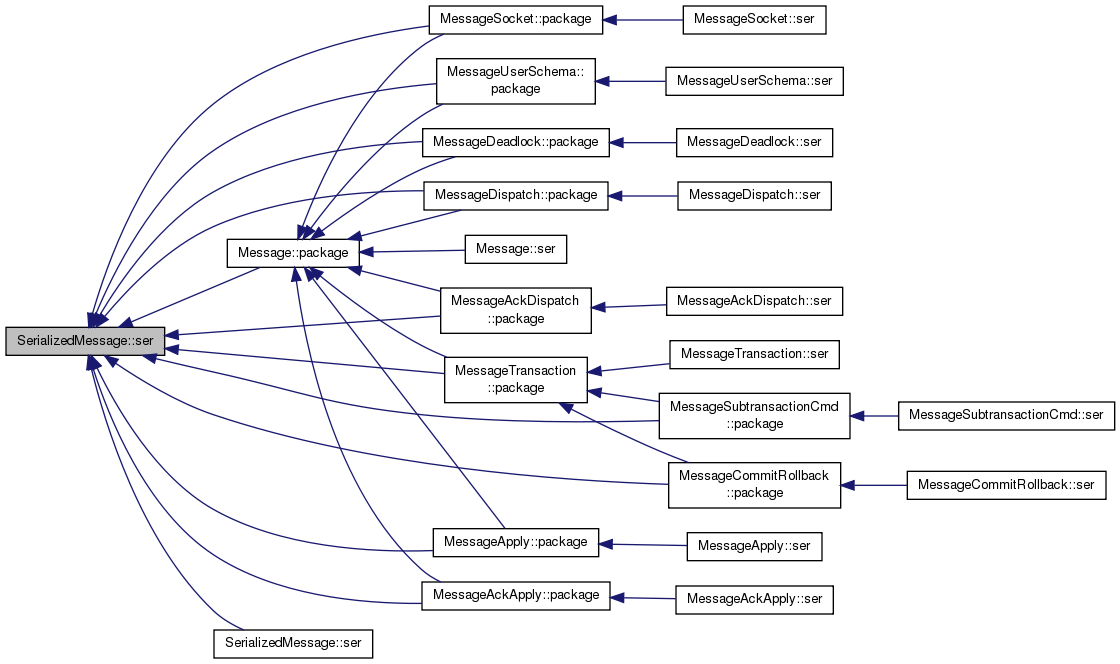 MessageSocket::package
MessageSocket::ser
MessageUserSchema::
package
MessageUserSchema::ser
MessageDeadlock::package
MessageDeadlock::ser
MessageDispatch::package
MessageDispatch::ser
Message::package
Message::ser
MessageAckDispatch
::package
MessageAckDispatch::ser
SerializedMessage::ser
MessageTransaction
::package
MessageTransaction::ser
MessageSubtransactionCmd
::package
MessageSubtransactionCmd::ser
MessageCommitRollback
::package
MessageCommitRollback::ser
MessageApply::package
MessageApply::ser
MessageAckApply::package
MessageAckApply::ser
SerializedMessage::ser